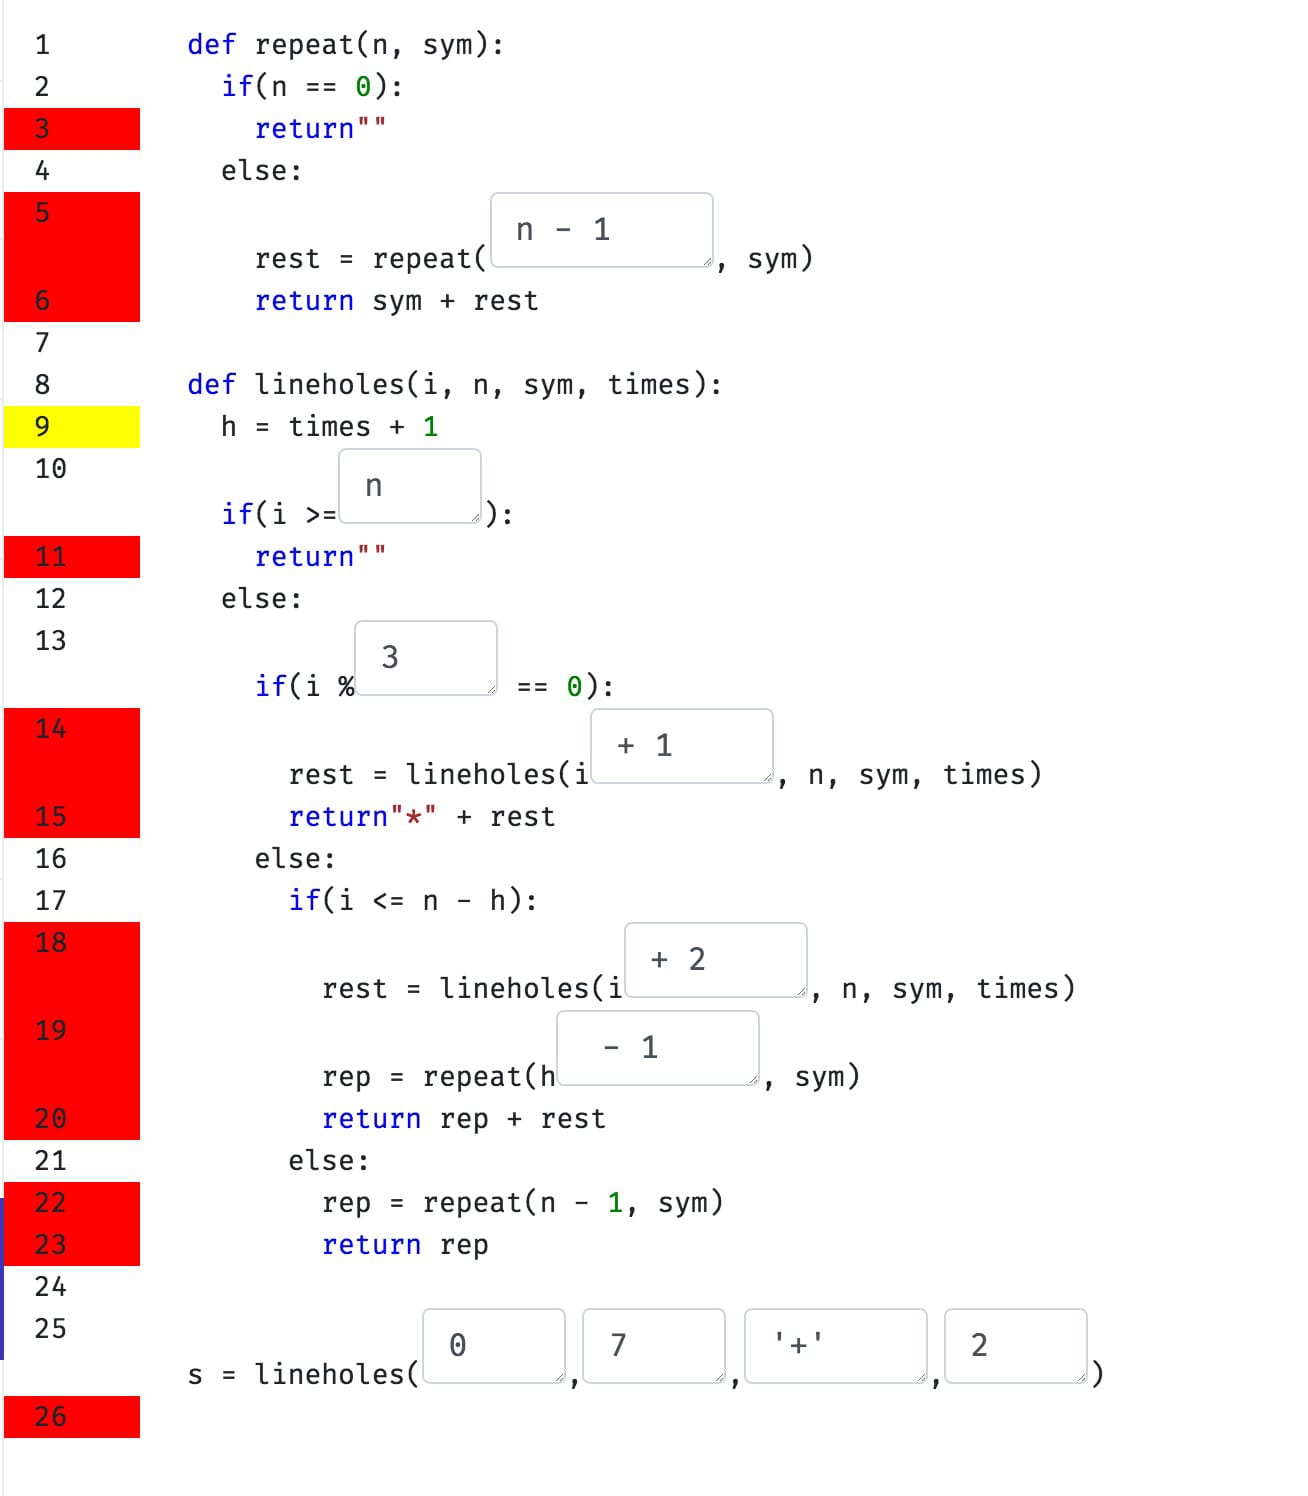 1 def repeat(n, sym):
2 if(n == 0):
3 return""
4 else:
5 rest = repeat(n - 1, sym)
6 return sym + rest
7
8 def lineholes(i, n, sym, times):
9 h = times + 1
10 if(i >=n):
11 return""
12 else:
13 if(i %3 == 0):
14 rest = lineholes(i+ 1, n, sym, times)
15 return"*" + rest
16 else:
17 if(i <= n - h):
18 rest = lineholes(i+ 2, n, sym, times)
19 rep = repeat(h- 1, sym)
20 return rep + rest
21 else:
22 rep = repeat(n - 1, sym)
23 return rep
24
25 s = lineholes(0,7,'+',2)
26